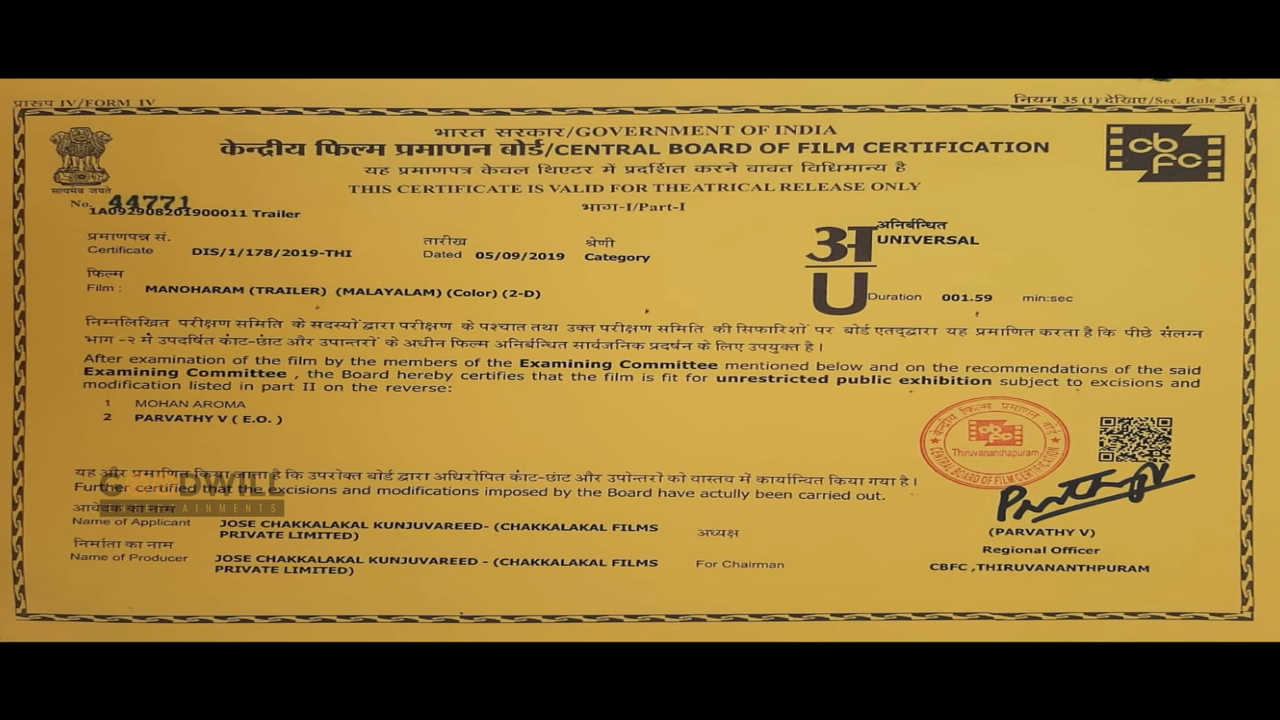 प्रारूप IV/FORM IV
नियम 35 (1) देखिए/Sec. Rule 35 (1)
भारत सरकार/GOVERNMENT OF INDIA
केन्द्रीय फिल्म प्रमाणन बोर्ड/CENTRAL BOARD OF FILM CERTIFICATION
यह प्रमाणपत्र केवल थिएटर में प्रदर्शित करने वावत विधिमान्य है
THIS CERTIFICATE IS VALID FOR THEATRICAL RELEASE ONLY
भाग-I/Part-I
cb
fc
सत्यमेव जयते
No. 44771
1A092908201900011 Trailer
प्रमाणपत्र सं.
Certificate DIS/1/178/2019-THI
तारीख
Dated 05/09/2019
श्रेणी
Category
अ
U
अनिर्बन्धित
UNIVERSAL
फिल्म
Film : MANOHARAM (TRAILER) (MALAYALAM) (Color) (2-D)
Duration 001.59 min:sec
निम्नलिखित परीक्षण समिति के सदस्यों द्वारा परीक्षण के पश्चात तथा उक्त परीक्षण समिति की सिफारिशों पर बोर्ड एतद्द्वारा यह प्रमाणित करता है कि पीछे संलग्न
भाग -२ में उपदर्षित कांट-छांट और उपान्तरों के अधीन फिल्म अनिर्बन्धित सार्वजनिक प्रदर्षन के लिए उपयुक्त है।
After examination of the film by the members of the Examining Committee mentioned below and on the recommendations of the said
Examining Committee , the Board hereby certifies that the film is fit for unrestricted public exhibition subject to excisions and
modification listed in part II on the reverse:
1 MOHAN AROMA
2 PARVATHY V ( E.O. )
केन्द्रीय फिल्म प्रमाणन बोर्ड
cb
fc
Thiruvananthapuram
CENTRAL BOARD OF FILM CERTIFICATION
यह और प्रमाणित किया जाता है कि उपरोक्त बोर्ड द्वारा अधिरोपित कांट-छांट और उपांन्तरो को वास्तव में कार्यान्वित किया गया है।
GOODWILL
ENTERTAINMENTS
Further certified that the excisions and modifications imposed by the Board have actully been carried out.
आवेदक का नाम
Name of Applicant JOSE CHAKKALAKAL KUNJUVAREED- (CHAKKALAKAL FILMS
PRIVATE LIMITED)
निर्माता का नाम
Name of Producer JOSE CHAKKALAKAL KUNJUVAREED - (CHAKKALAKAL FILMS
PRIVATE LIMITED)
अध्यक्ष
For Chairman
Parthay
(PARVATHY V)
Regional Officer
CBFC ,THIRUVANANTHPURAM